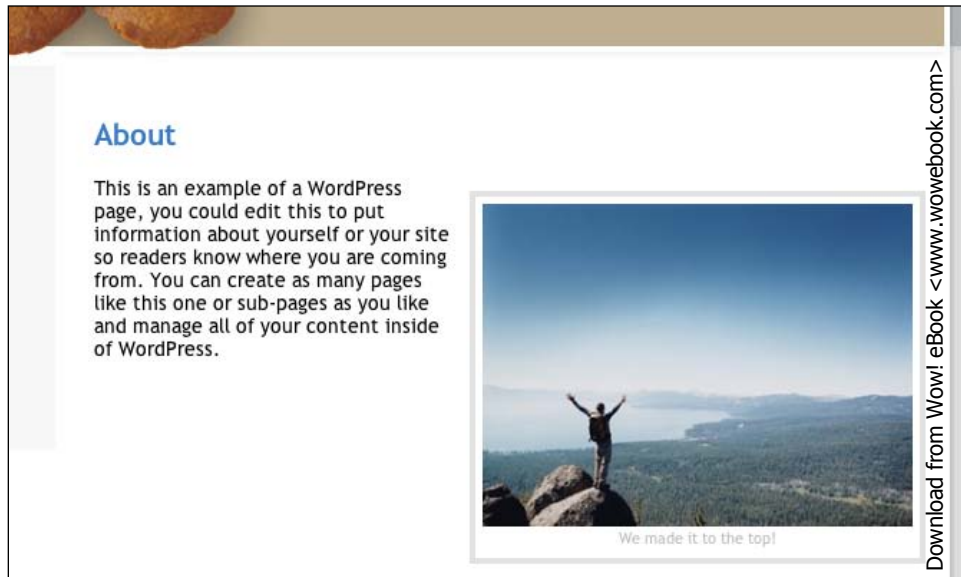 About
This is an example of a WordPress
page, you could edit this to put
information about yourself or your site
so readers know where you are coming
from. You can create as many pages
like this one or sub-pages as you like
and manage all of your content inside
of WordPress.
We made it to the top!
Download from Wow! eBook <www.wowebook.com>